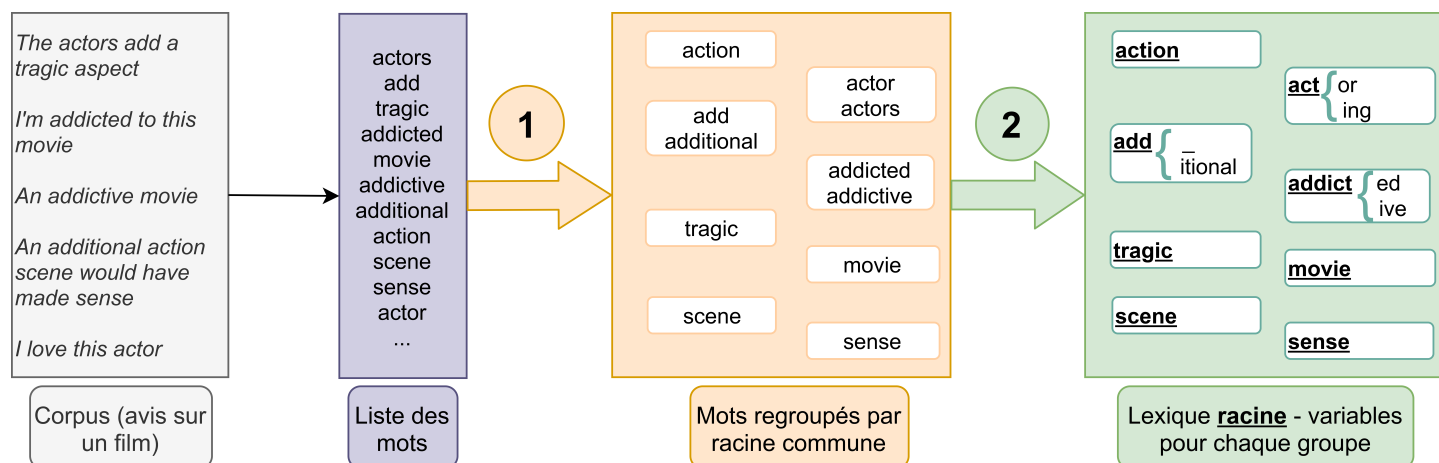 The actors add a
tragic aspect
I'm addicted to this
movie
An addictive movie
An additional action
scene would have
made sense
I love this actor
Corpus (avis sur
un film)
actors
add
tragic
addicted
movie
addictive
additional
action
scene
sense
actor
...
Liste des
mots
1
action
actor
actors
add
additional
addicted
addictive
tragic
movie
scene
sense
Mots regroupés par
racine commune
2
action
act { or
ing
add { _
itional
addict { ed
ive
tragic
movie
scene
sense
Lexique racine - variables
pour chaque groupe